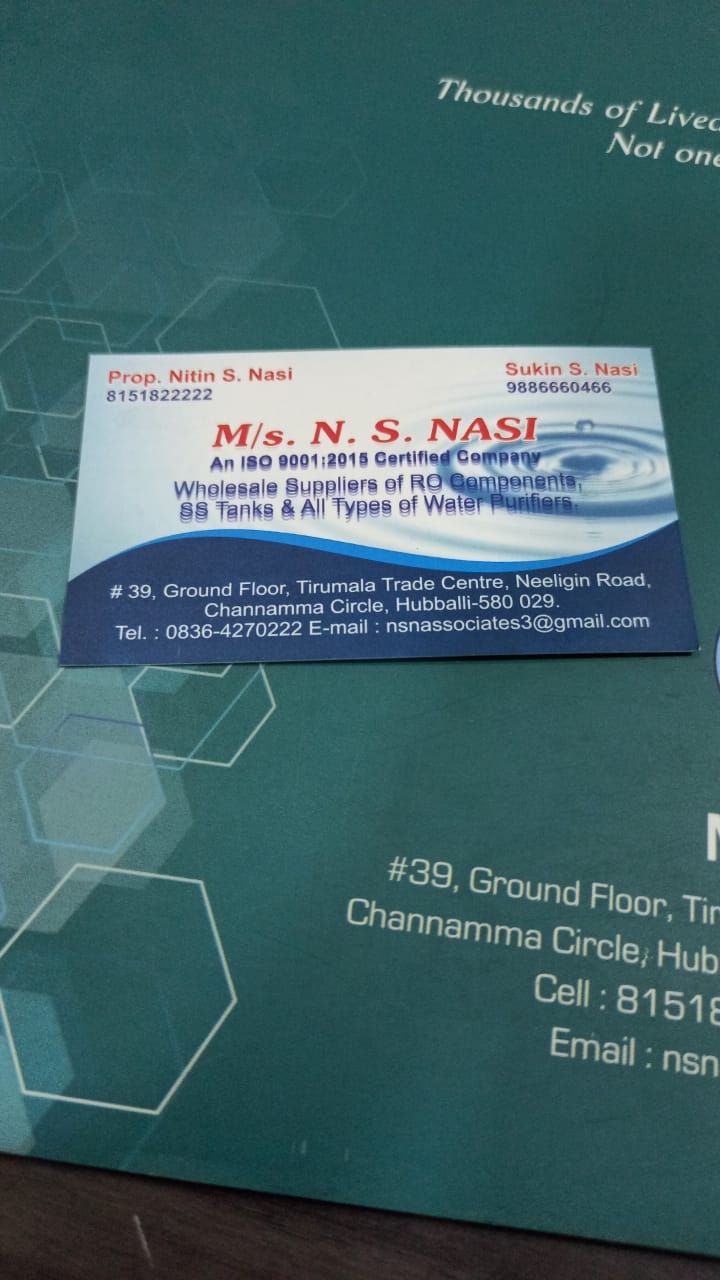 Thousands of
Not one
Prop. Nitin S. Nasi
8151822222
Sukin S. Nasi
9886660466
M/s. N. S. NASI
An ISO 9001:2015 Certified Company
Wholesale Suppliers of RO Components,
SS Tanks & All Types of Water Purifiers.
# 39, Ground Floor, Tirumala Trade Centre, Neeligin Road,
Channamma Circle, Hubballi-580 029.
Tel. : 0836-4270222 E-mail : nsnassociates3@gmail.com
#39, Ground Floor,
Channamma Circle, Hub
Cell : 81518
Email : nsn